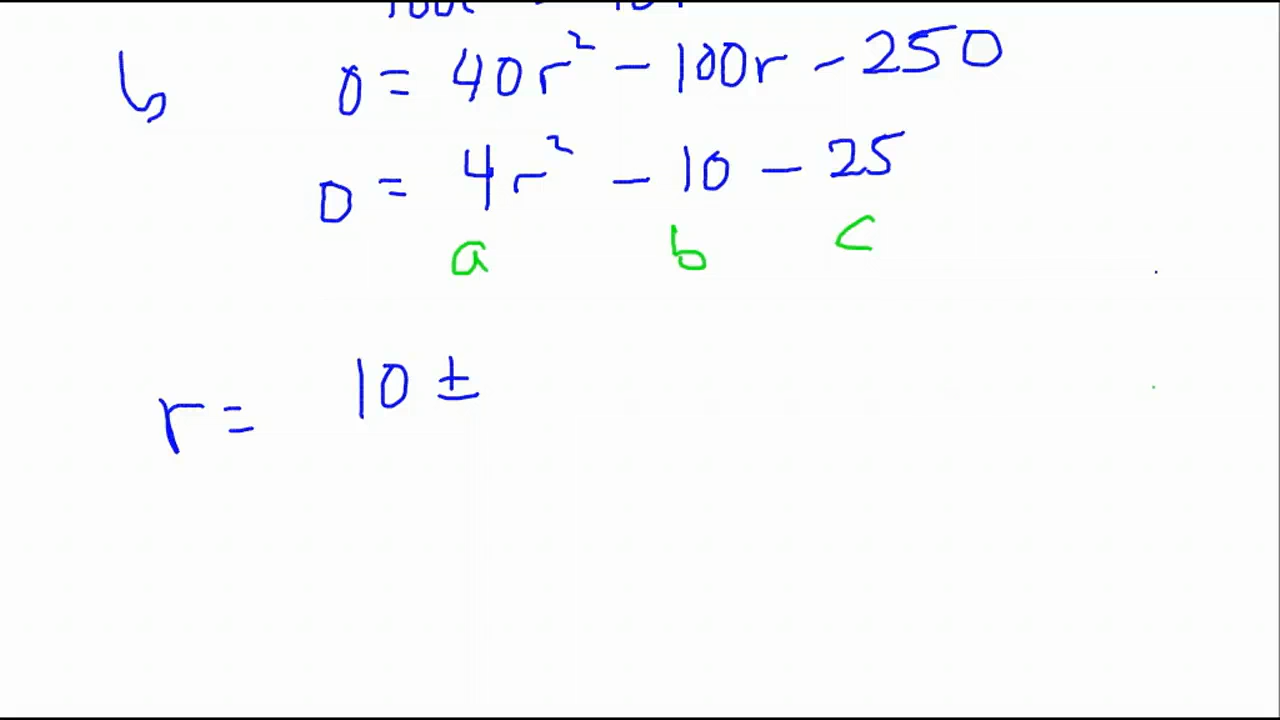 0 = 40r² - 100r - 250
0 = 4r² - 10 - 25
a b c
r = 10 ±